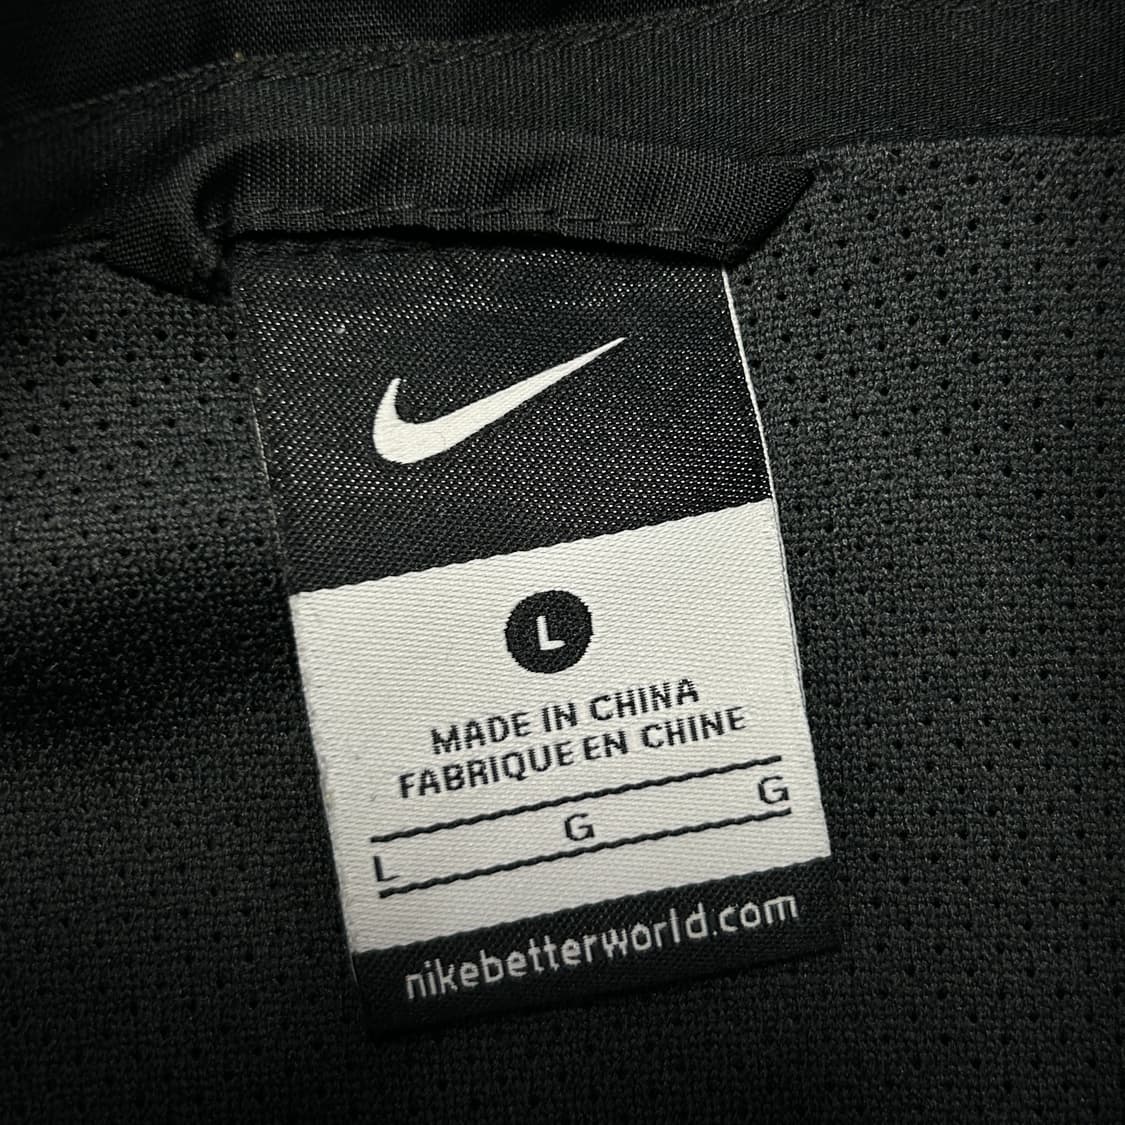 L
MADE IN CHINA
FABRIQUE EN CHINE
L G G
nikebetterworld.com